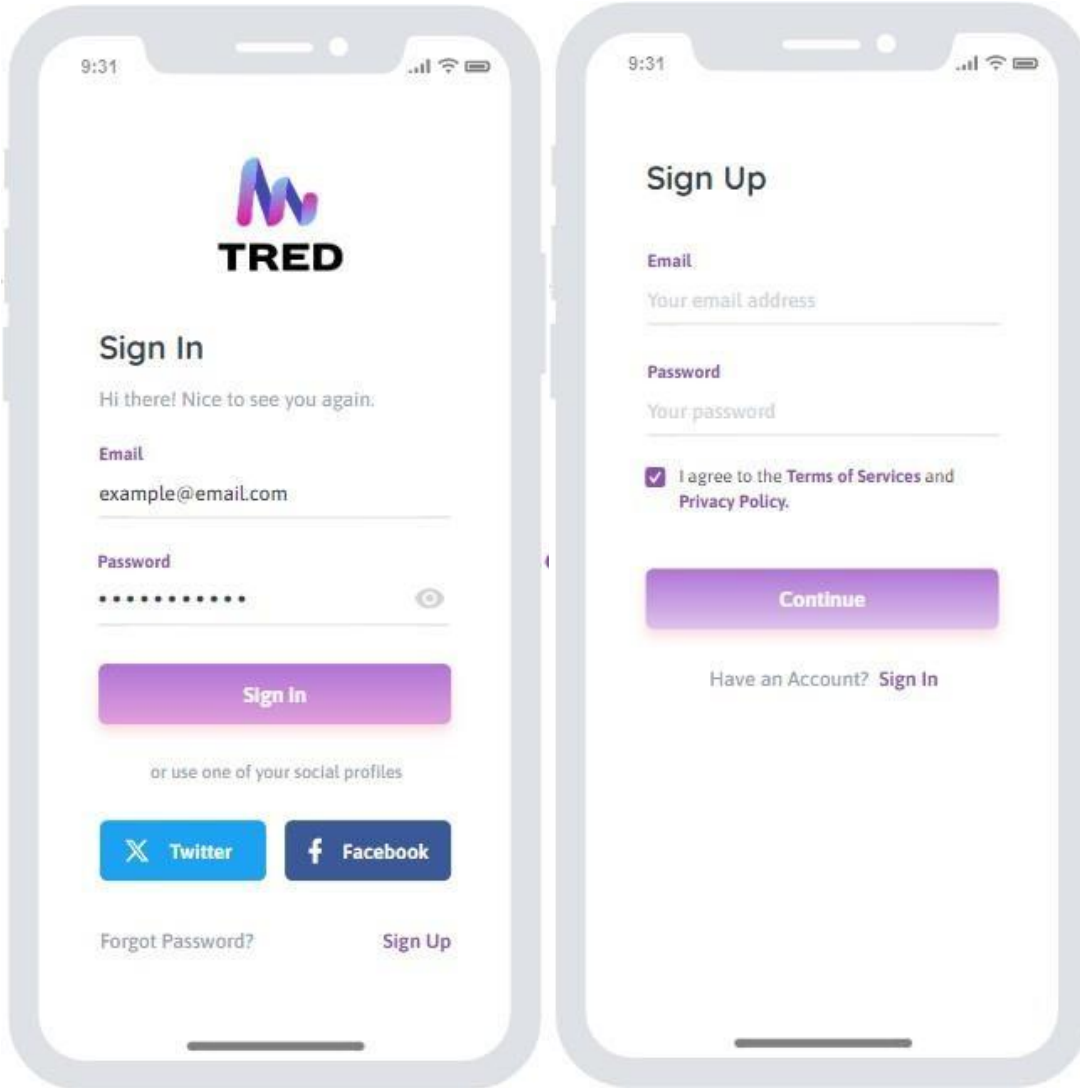 9:31
TRED
Sign In
Hi there! Nice to see you again.
Email
example@email.com
Password
•••••••••••
Sign In
or use one of your social profiles
Twitter
Facebook
Forgot Password?
Sign Up
9:31
Sign Up
Email
Your email address
Password
Your password
I agree to the Terms of Services and
Privacy Policy.
Continue
Have an Account? Sign In